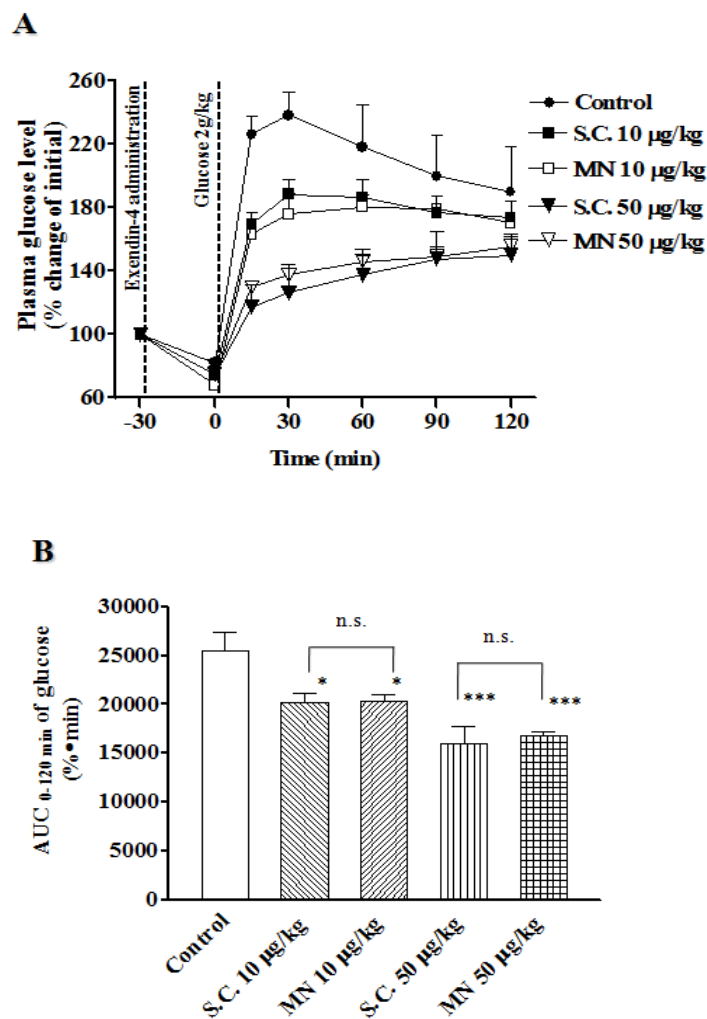 A
Plasma glucose level
(% change of initial)
260
220
180
140
100
60
Exendin-4 administration
Glucose 2g/kg
Control
S.C. 10 µg/kg
MN 10 µg/kg
S.C. 50 µg/kg
MN 50 µg/kg
-30 0 30 60 90 120
Time (min)
B
AUC 0-120 min of glucose
(%•min)
30000
25000
20000
15000
10000
5000
0
n.s.
n.s.
* * *** ***
Control
S.C. 10 µg/kg
MN 10 µg/kg
S.C. 50 µg/kg
MN 50 µg/kg